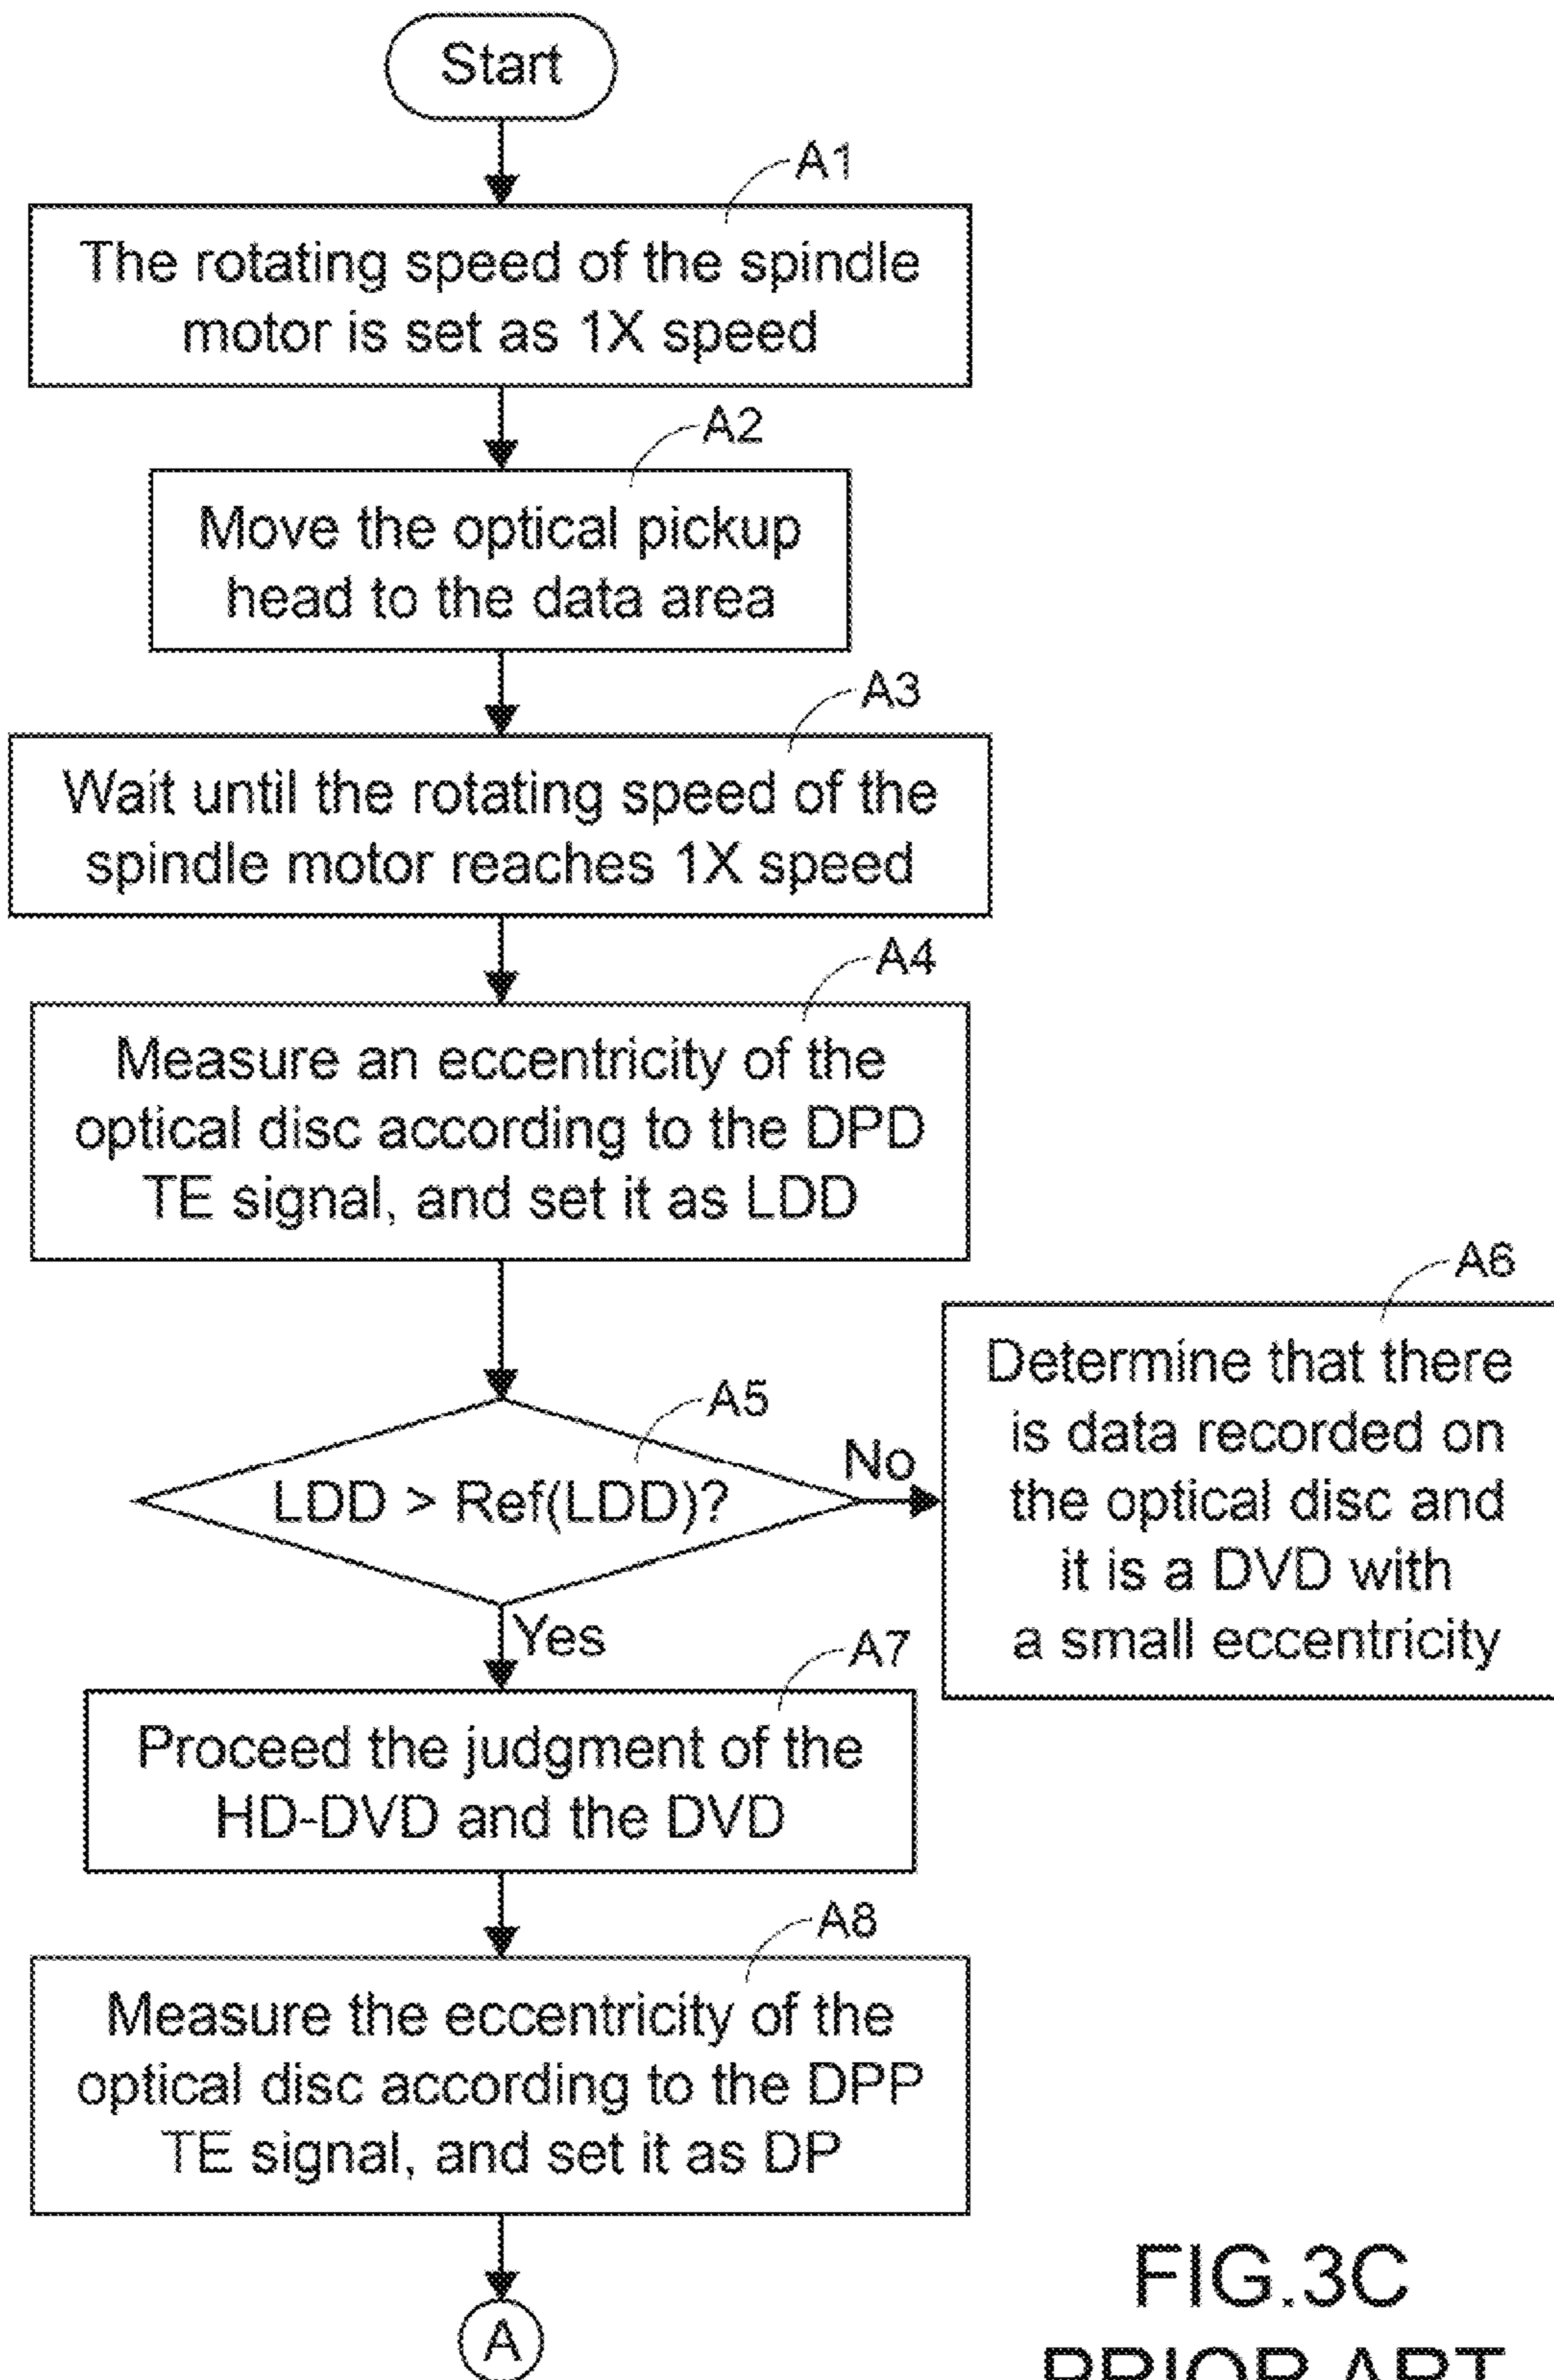 Start
A1
The rotating speed of the spindle
motor is set as 1X speed
A2
Move the optical pickup
head to the data area
A3
Wait until the rotating speed of the
spindle motor reaches 1X speed
A4
Measure an eccentricity of the
optical disc according to the DPD
TE signal, and set it as LDD
A5
LDD > Ref(LDD)?
No
A6
Determine that there
is data recorded on
the optical disc and
it is a DVD with
a small eccentricity
Yes
A7
Proceed the judgment of the
HD-DVD and the DVD
A8
Measure the eccentricity of the
optical disc according to the DPP
TE signal, and set it as DP
A
FIG.3C
PRIOR ART